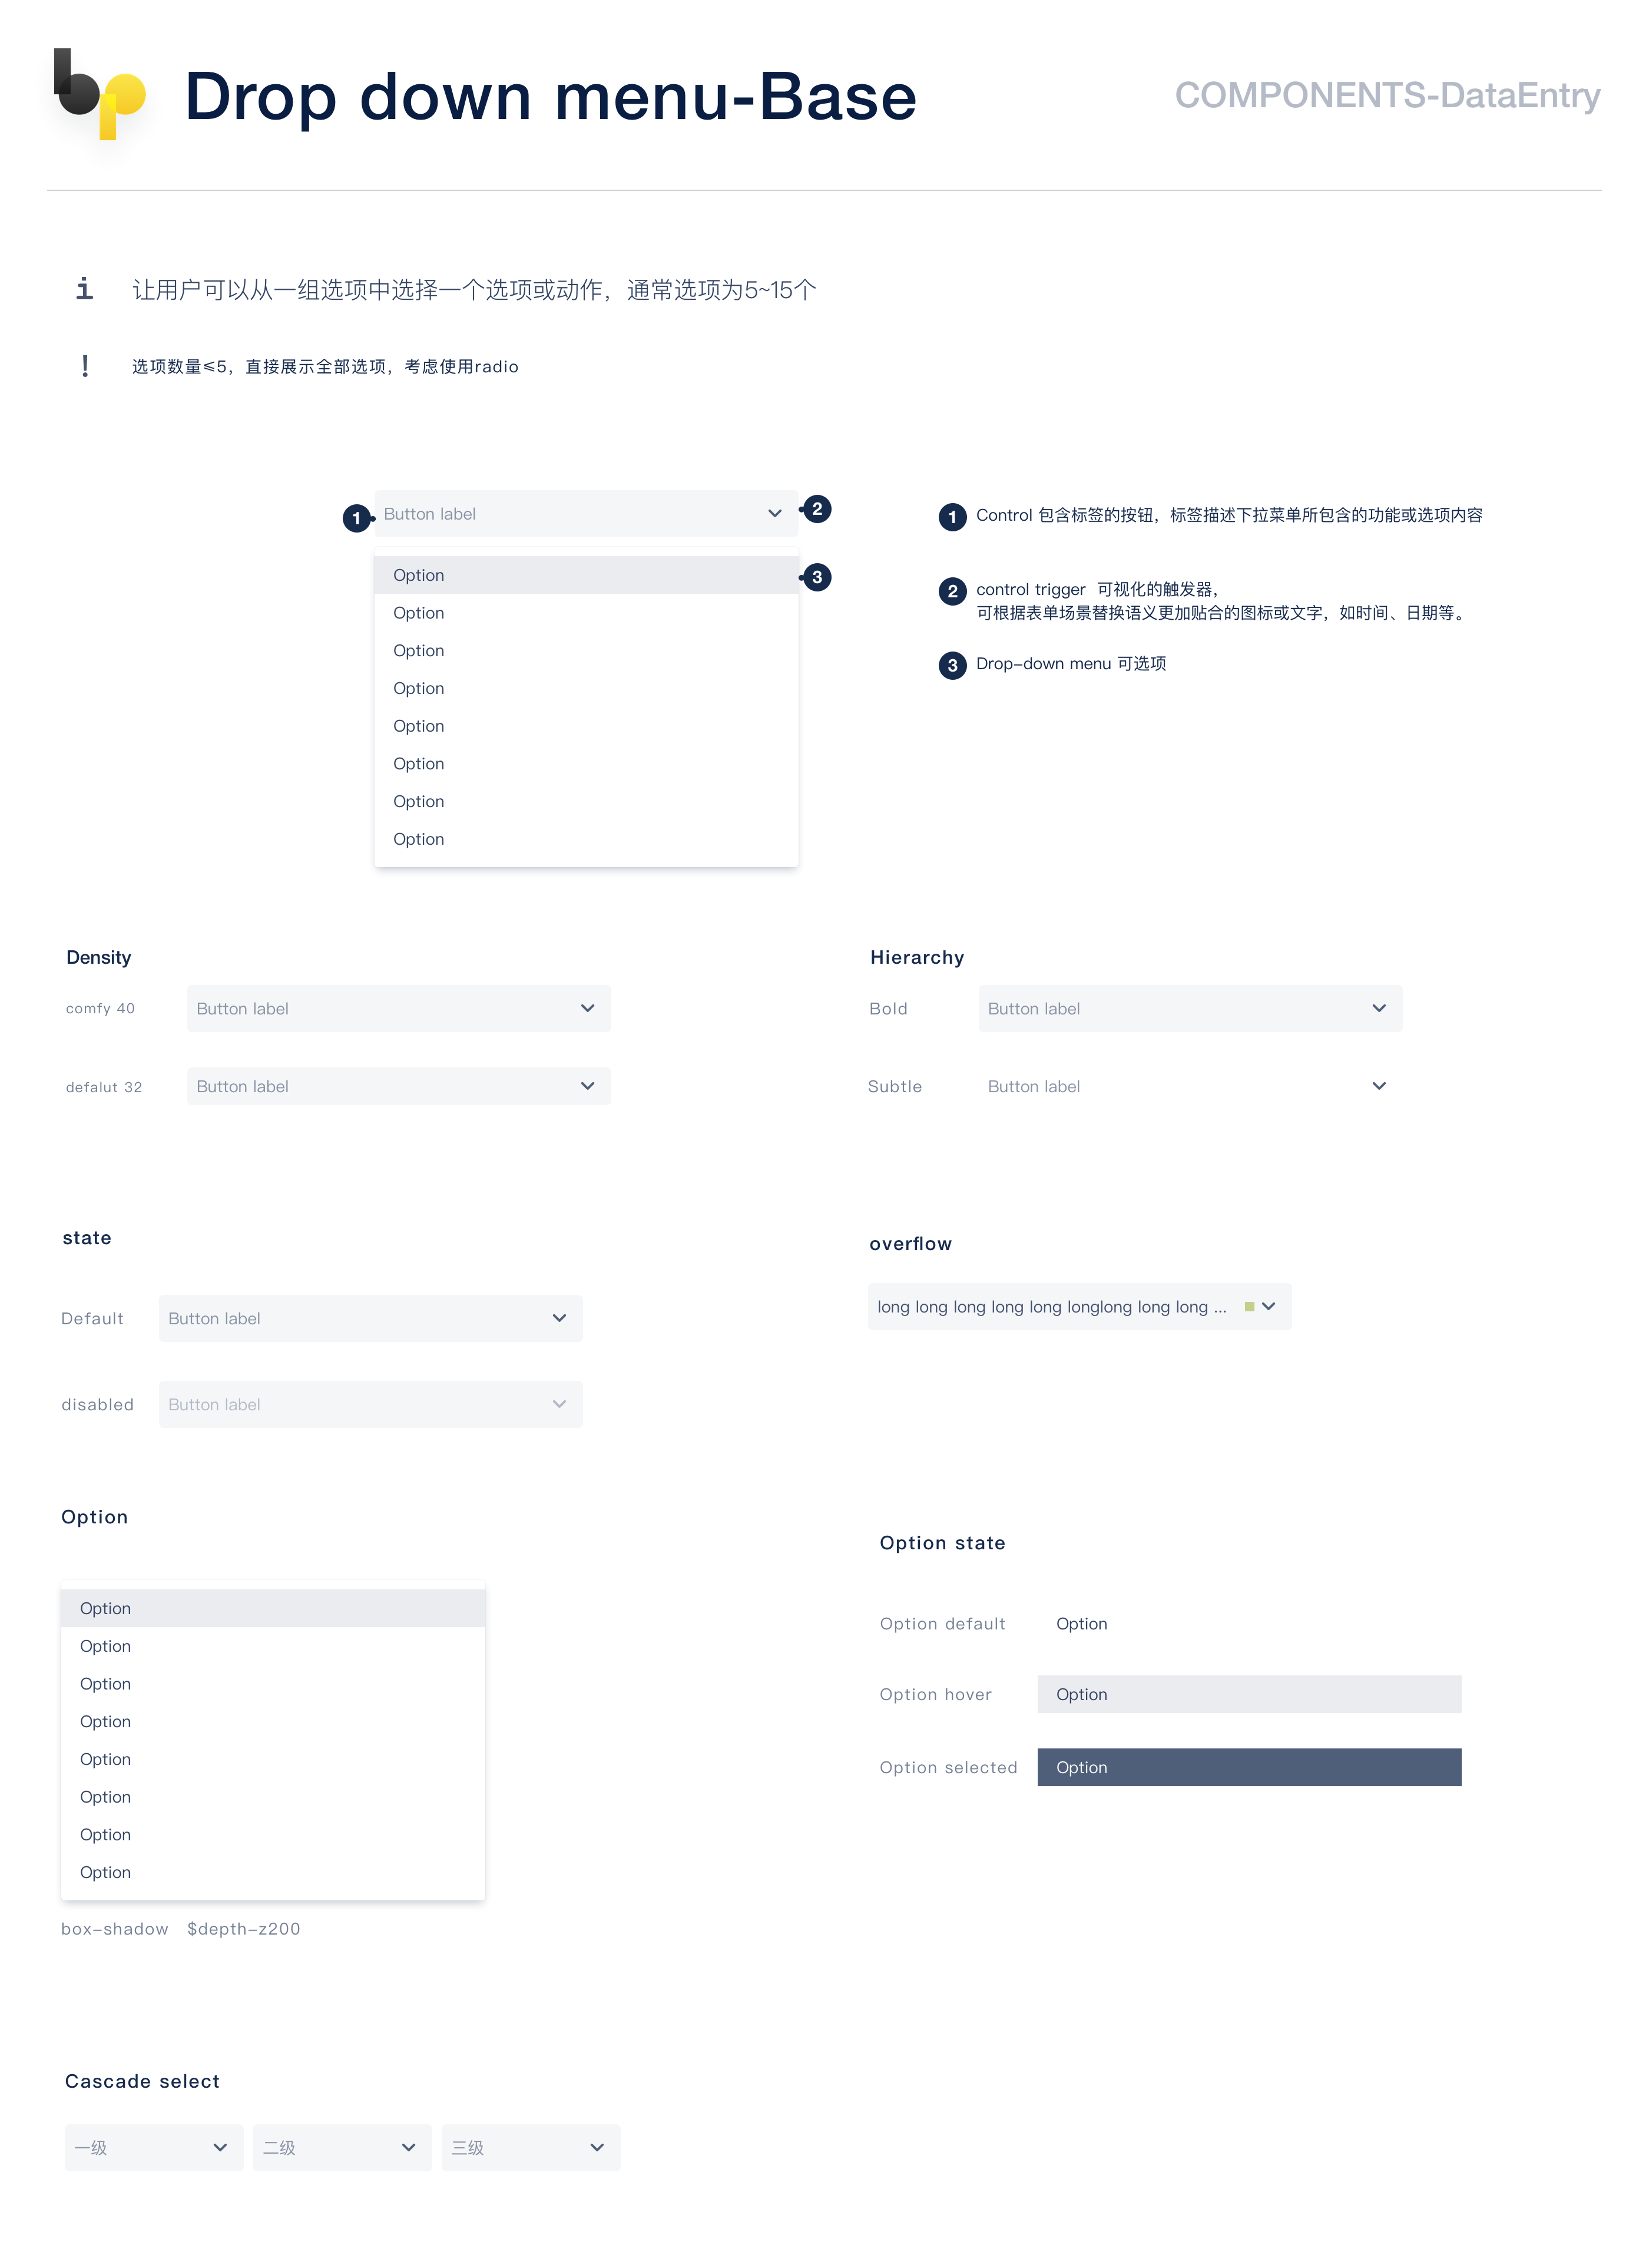 bp
Drop down menu-Base
COMPONENTS-DataEntry
i 让用户可以从一组选项中选择一个选项或动作，通常选项为5~15个
! 选项数量≤5，直接展示全部选项，考虑使用radio
1 Button label 2
Option 3
Option
Option
Option
Option
Option
Option
Option
1 Control 包含标签的按钮，标签描述下拉菜单所包含的功能或选项内容
2 control trigger 可视化的触发器，
可根据表单场景替换语义更加贴合的图标或文字，如时间、日期等。
3 Drop-down menu 可选项
Density
comfy 40 Button label
defalut 32 Button label
Hierarchy
Bold Button label
Subtle Button label
state
Default Button label
disabled Button label
overflow
long long long long long longlong long long ...
Option
Option
Option
Option
Option
Option
Option
Option
Option
box-shadow $depth-z200
Option state
Option default Option
Option hover Option
Option selected Option
Cascade select
一级 二级 三级